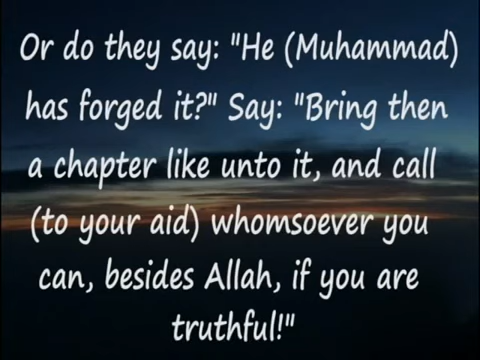 Or do they say: "He (Muhammad)
has forged it?" Say: "Bring then
a chapter like unto it, and call
(to your aid) whomsoever you
can, besides Allah, if you are
truthful!"